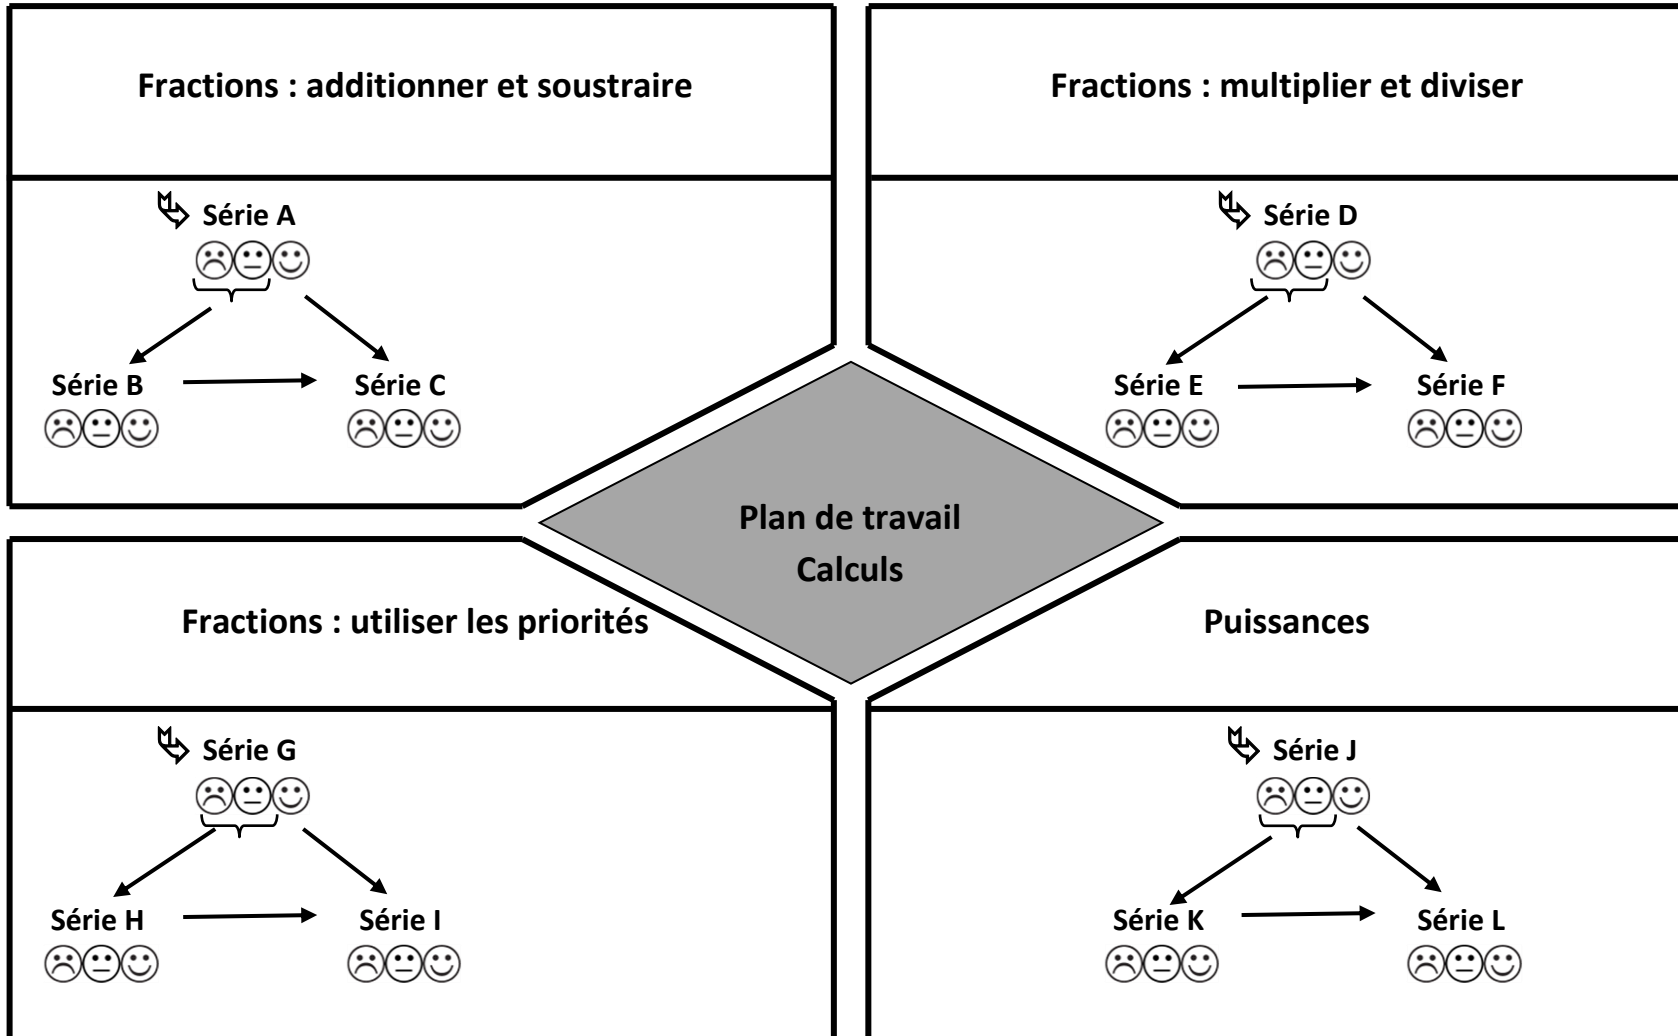 Fractions : additionner et soustraire
Série A
Série B
Série C
Fractions : multiplier et diviser
Série D
Série E
Série F
Plan de travail
Calculs
Fractions : utiliser les priorités
Série G
Série H
Série I
Puissances
Série J
Série K
Série L